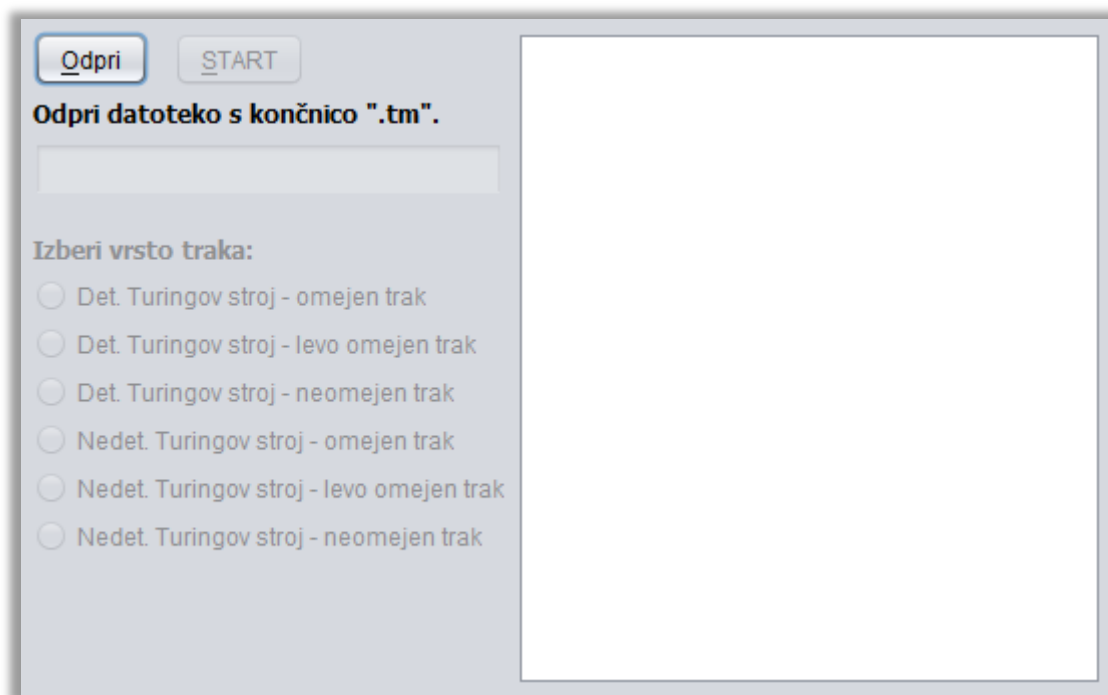 Odpri START
Odpri datoteko s končnico ".tm".
Izberi vrsto traka:
Det. Turingov stroj - omejen trak
Det. Turingov stroj - levo omejen trak
Det. Turingov stroj - neomejen trak
Nedet. Turingov stroj - omejen trak
Nedet. Turingov stroj - levo omejen trak
Nedet. Turingov stroj - neomejen trak